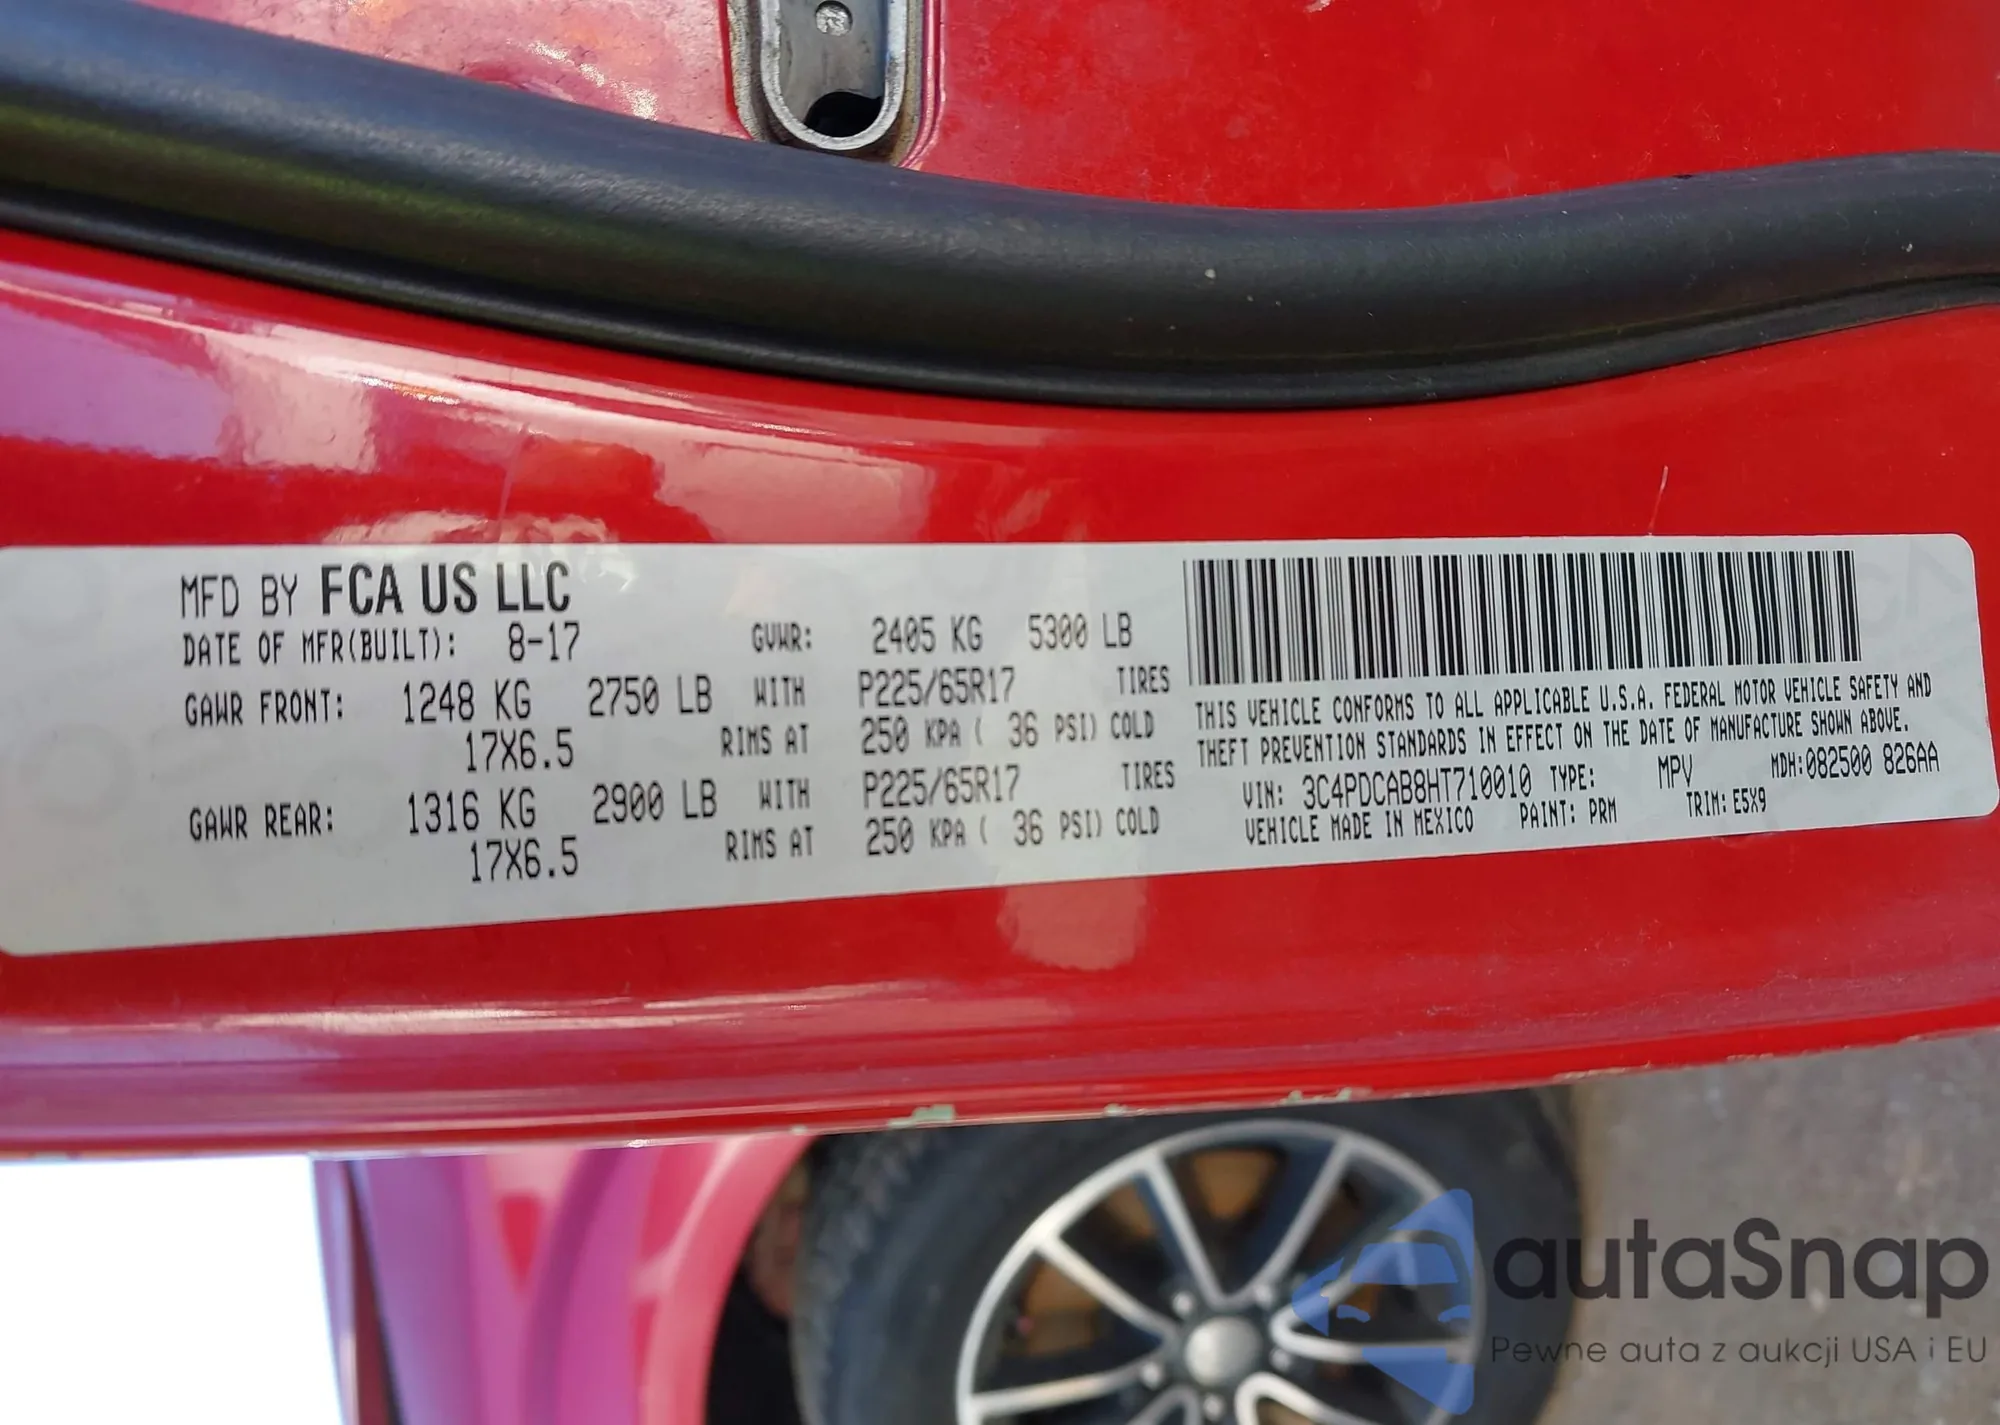 MFD BY FCA US LLC
DATE OF MFR(BUILT): 8-17 GVWR: 2405 KG 5300 LB
GAWR FRONT: 1248 KG 2750 LB WITH P225/65R17 TIRES
17X6.5 RIMS AT 250 KPA ( 36 PSI) COLD
GAWR REAR: 1316 KG 2900 LB WITH P225/65R17 TIRES
17X6.5 RIMS AT 250 KPA ( 36 PSI) COLD
THIS VEHICLE CONFORMS TO ALL APPLICABLE U.S.A. FEDERAL MOTOR VEHICLE SAFETY AND
THEFT PREVENTION STANDARDS IN EFFECT ON THE DATE OF MANUFACTURE SHOWN ABOVE.
VIN: 3C4PDCAB8HT710010 TYPE: MPV MDH:082500 826AA
VEHICLE MADE IN MEXICO PAINT: PRM TRIM: E5X9
autaSnap
Pewne auta z aukcji USA i EU